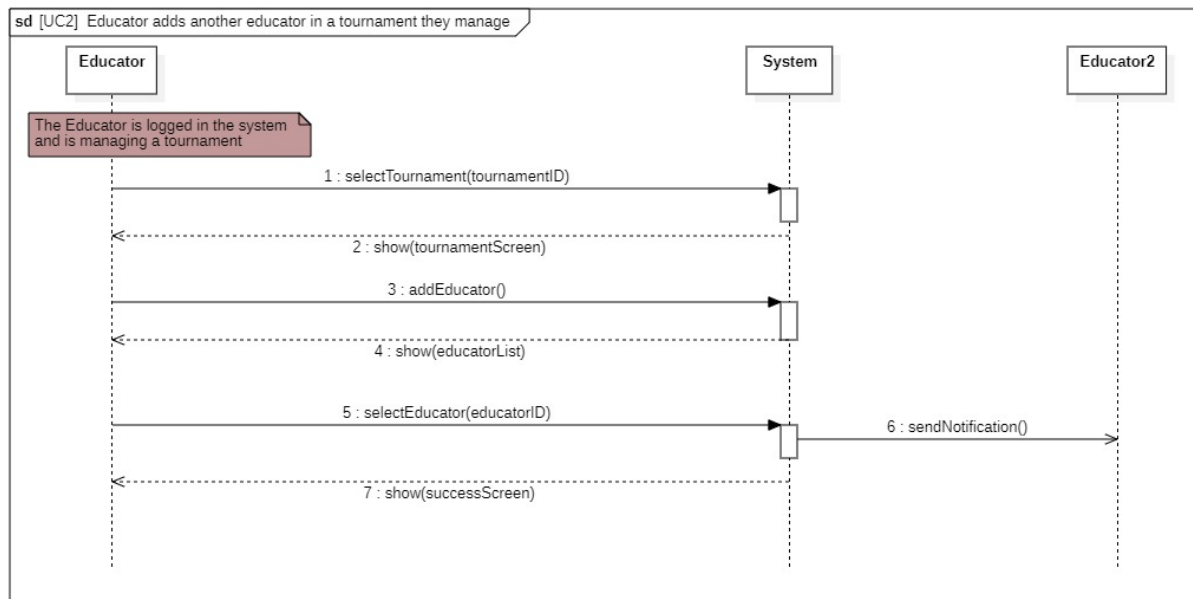 sd [UC2] Educator adds another educator in a tournament they manage
Educator
System
Educator2
The Educator is logged in the system
and is managing a tournament
1 : selectTournament(tournamentID)
2 : show(tournamentScreen)
3 : addEducator()
4 : show(educatorList)
5 : selectEducator(educatorID)
6 : sendNotification()
7 : show(successScreen)